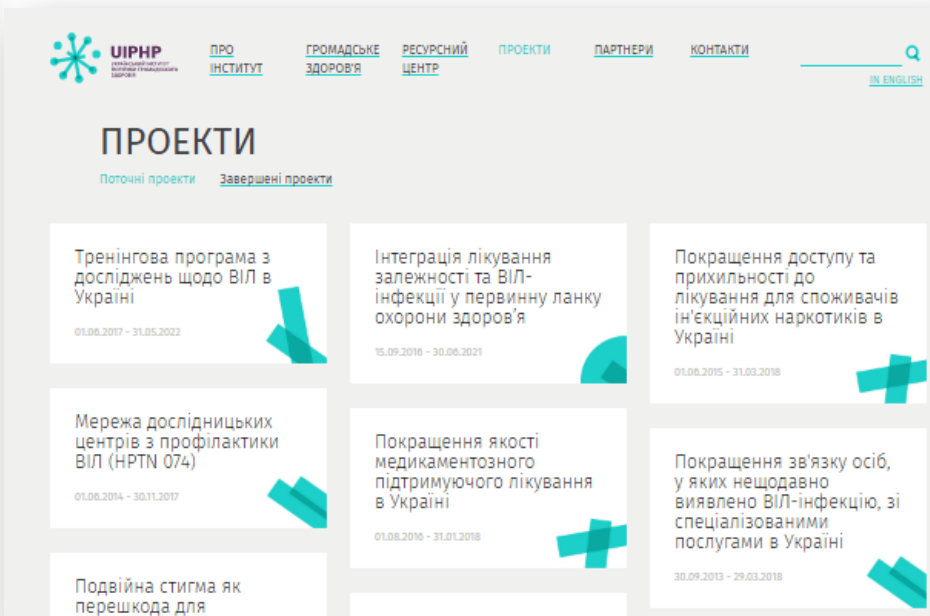 UIPHP
УКРАЇНСЬКИЙ ІНСТИТУТ
ПОЛІТИКИ ГРОМАДСЬКОГО
ЗДОРОВ'Я
ПРО
ІНСТИТУТ
ГРОМАДСЬКЕ
ЗДОРОВ'Я
РЕСУРСНИЙ
ЦЕНТР
ПРОЕКТИ
ПАРТНЕРИ
КОНТАКТИ
IN ENGLISH
ПРОЕКТИ
Поточні проекти
Завершені проекти
Тренінгова програма з
досліджень щодо ВІЛ в
Україні
01.06.2017 - 31.05.2022
Мережа дослідницьких
центрів з профілактики
ВІЛ (HPTN 074)
01.06.2014 - 30.11.2017
Подвійна стигма як
перешкода для
Інтеграція лікування
залежності та ВІЛ-
інфекції у первинну ланку
охорони здоров’я
15.09.2016 - 30.06.2021
Покращення якості
медикаментозного
підтримуючого лікування
в Україні
01.08.2016 - 31.01.2018
Покращення доступу та
прихильності до
лікування для споживачів
ін'єкційних наркотиків в
Україні
01.06.2015 - 31.03.2018
Покращення зв'язку осіб,
у яких нещодавно
виявлено ВІЛ-інфекцію, зі
спеціалізованими
послугами в Україні
30.09.2013 - 29.03.2018